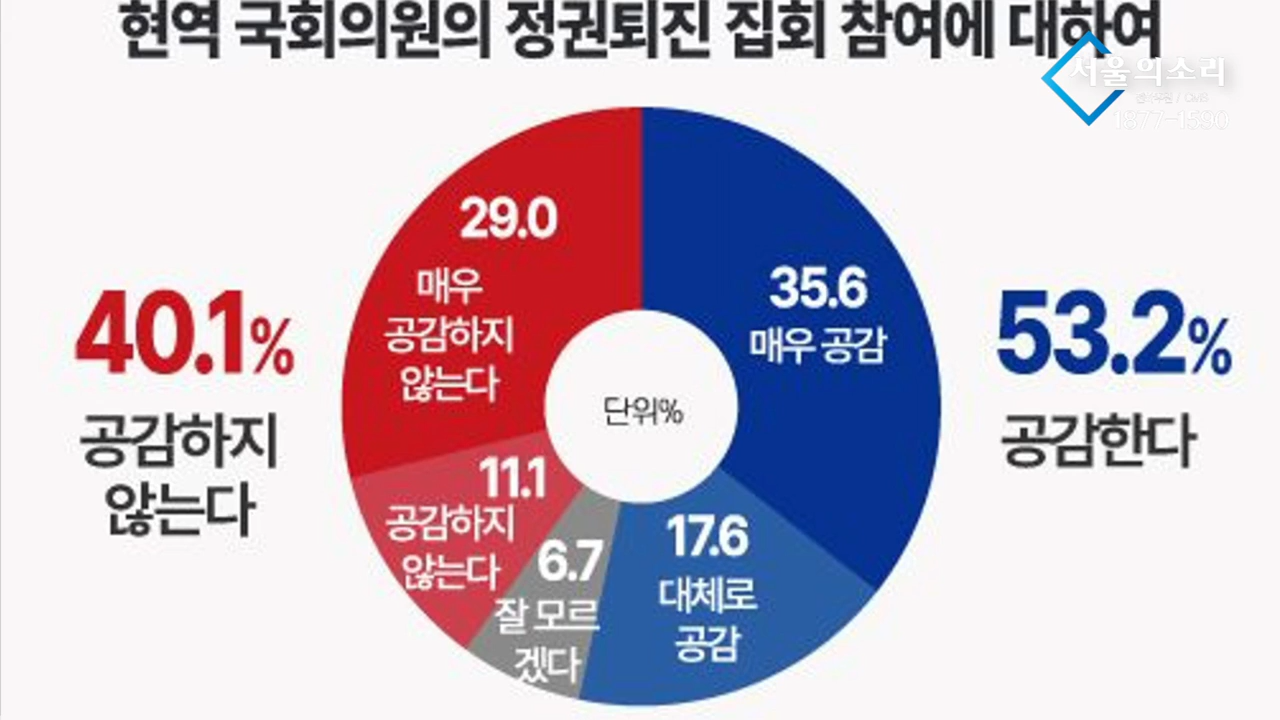 현역 국회의원의 정권퇴진 집회 참여에 대하여
서울의소리
1877-1590
29.0
매우
공감하지
않는다
35.6
매우 공감
40.1%
공감하지
않는다
53.2%
공감한다
단위%
11.1
공감하지
않는다
6.7
잘 모르
겠다
17.6
대체로
공감